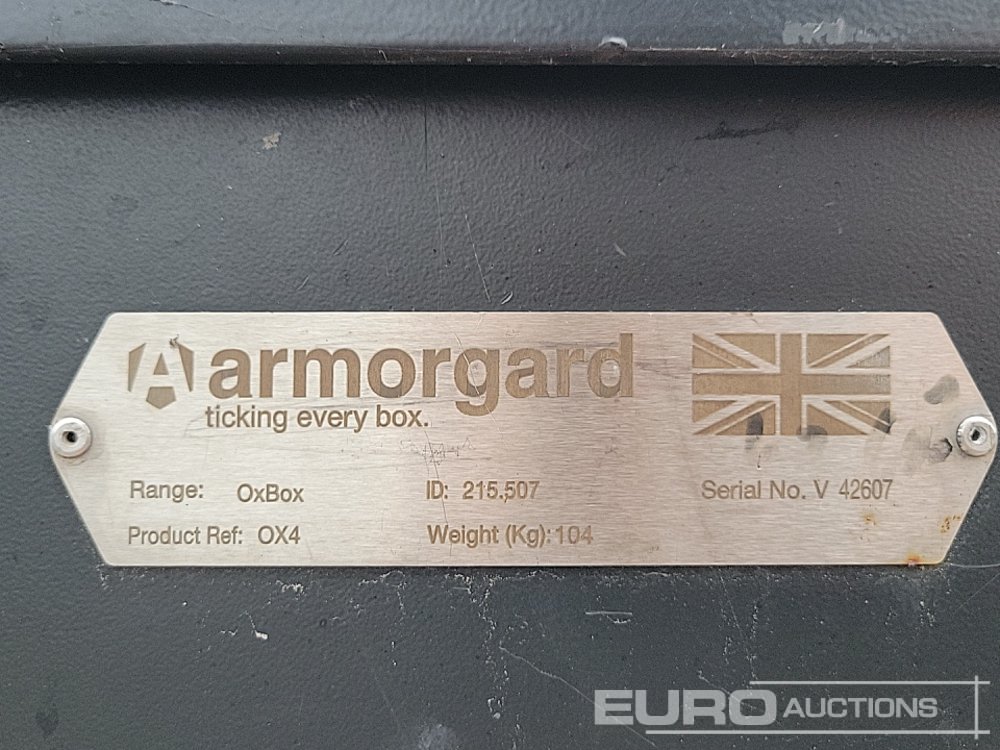 armorgard
ticking every box.
Range: OxBox ID: 215.507 Serial No. V 42607
Product Ref: OX4 Weight (Kg): 104
EURO AUCTIONS